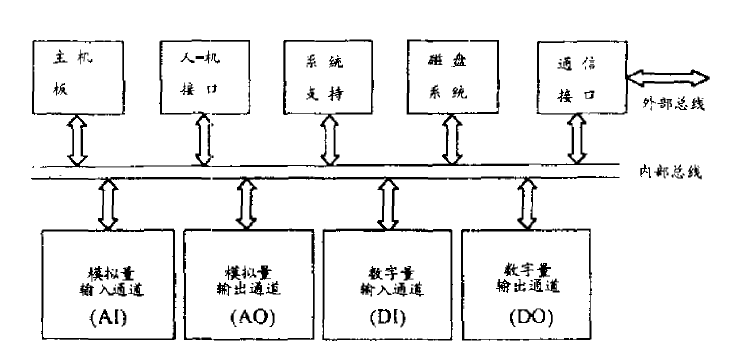 主机
板
人-机
接口
系统
支持
磁盘
系统
通信
接口
外部总线
内部总线
模拟量
输入通道
(AI)
模拟量
输出通道
(AO)
数字量
输入通道
(DI)
数字量
输出通道
(DO)